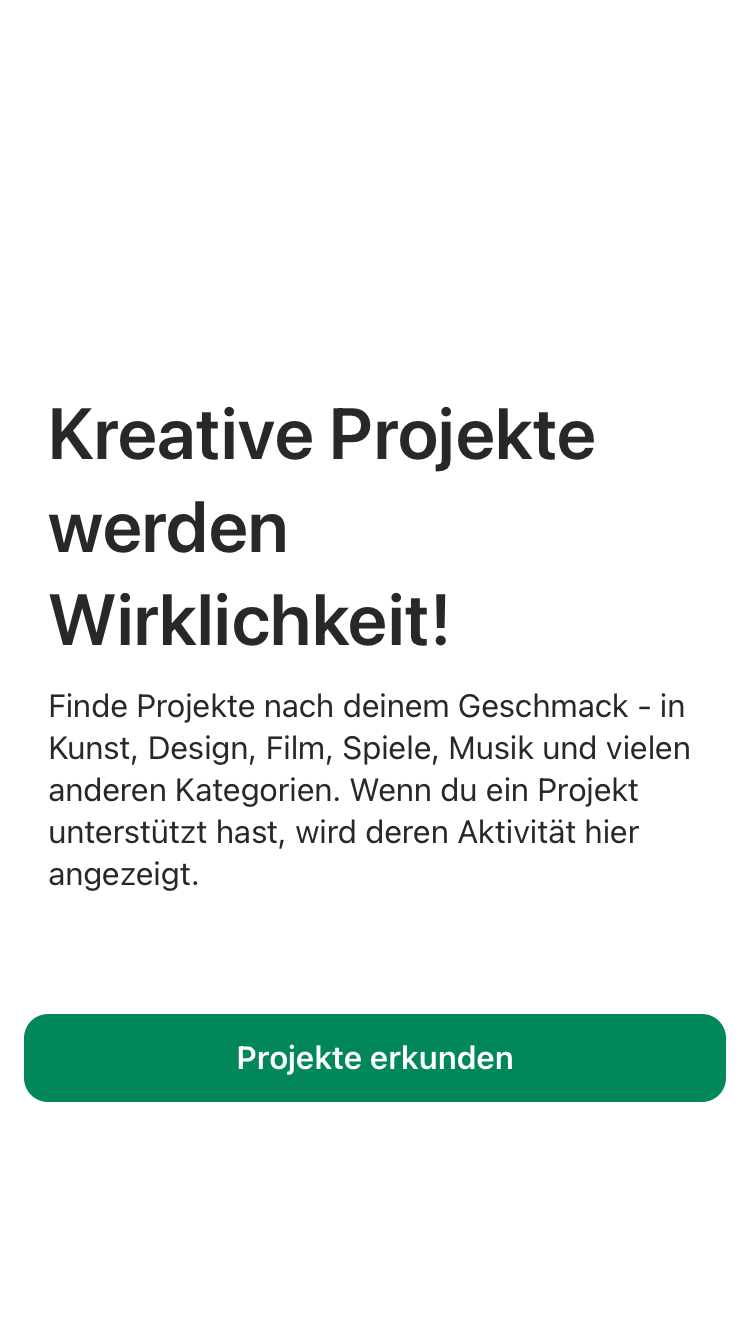 Kreative Projekte
werden
Wirklichkeit!
Finde Projekte nach deinem Geschmack – in
Kunst, Design, Film, Spiele, Musik und vielen
anderen Kategorien. Wenn du ein Projekt
unterstützt hast, wird deren Aktivität hier
angezeigt.
Projekte erkunden